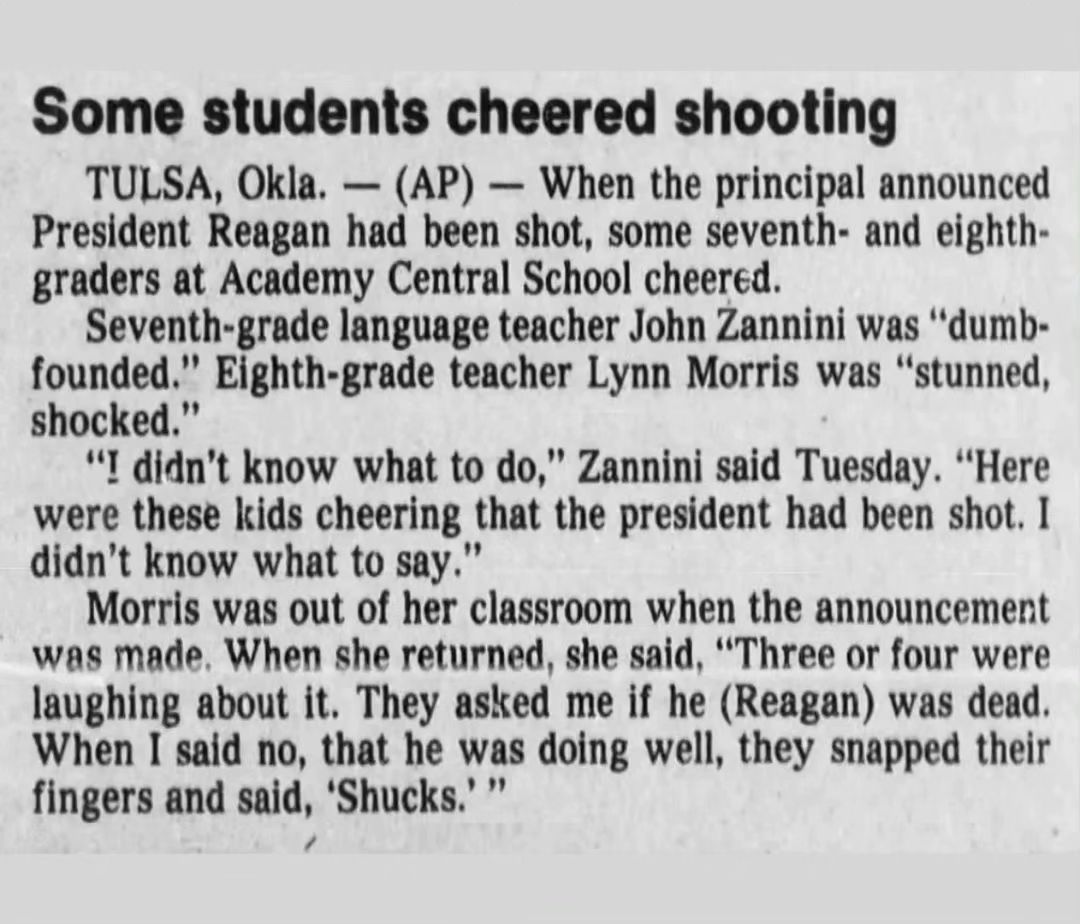 Some students cheered shooting
TULSA, Okla. — (AP) — When the principal announced
President Reagan had been shot, some seventh- and eighth-
graders at Academy Central School cheered.
Seventh-grade language teacher John Zannini was “dumb-
founded.” Eighth-grade teacher Lynn Morris was “stunned,
shocked.”
“I didn’t know what to do,” Zannini said Tuesday. “Here
were these kids cheering that the president had been shot. I
didn’t know what to say.”
Morris was out of her classroom when the announcement
was made. When she returned, she said, “Three or four were
laughing about it. They asked me if he (Reagan) was dead.
When I said no, that he was doing well, they snapped their
fingers and said, ‘Shucks.’ ”